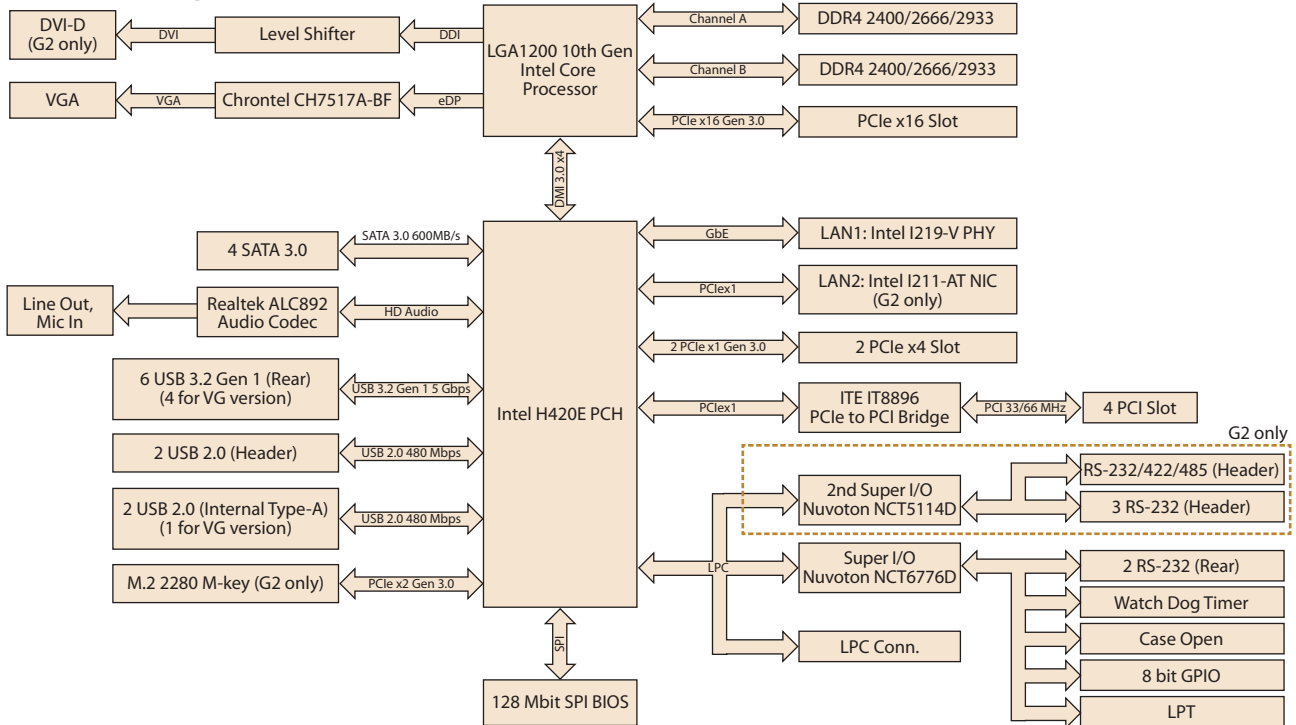 DVI-D
(G2 only)
DVI
Level Shifter
DDI
VGA
VGA
Chrontel CH7517A-BF
eDP
LGA1200 10th Gen
Intel Core
Processor
Channel A
DDR4 2400/2666/2933
Channel B
DDR4 2400/2666/2933
PCIe x16 Gen 3.0
PCIe x16 Slot
DMI 3.0 x4
4 SATA 3.0
SATA 3.0 600MB/s
Line Out,
Mic In
Realtek ALC892
Audio Codec
HD Audio
6 USB 3.2 Gen 1 (Rear)
(4 for VG version)
USB 3.2 Gen 1 5 Gbps
2 USB 2.0 (Header)
USB 2.0 480 Mbps
2 USB 2.0 (Internal Type-A)
(1 for VG version)
USB 2.0 480 Mbps
M.2 2280 M-key (G2 only)
PCIe x2 Gen 3.0
Intel H420E PCH
GbE
LAN1: Intel I219-V PHY
PCIex1
LAN2: Intel I211-AT NIC
(G2 only)
2 PCIe x1 Gen 3.0
2 PCIe x4 Slot
PCIex1
ITE IT8896
PCIe to PCI Bridge
PCI 33/66 MHz
4 PCI Slot
G2 only
2nd Super I/O
Nuvoton NCT5114D
RS-232/422/485 (Header)
3 RS-232 (Header)
LPC
Super I/O
Nuvoton NCT6776D
2 RS-232 (Rear)
Watch Dog Timer
Case Open
8 bit GPIO
LPT
LPC Conn.
SPI
128 Mbit SPI BIOS